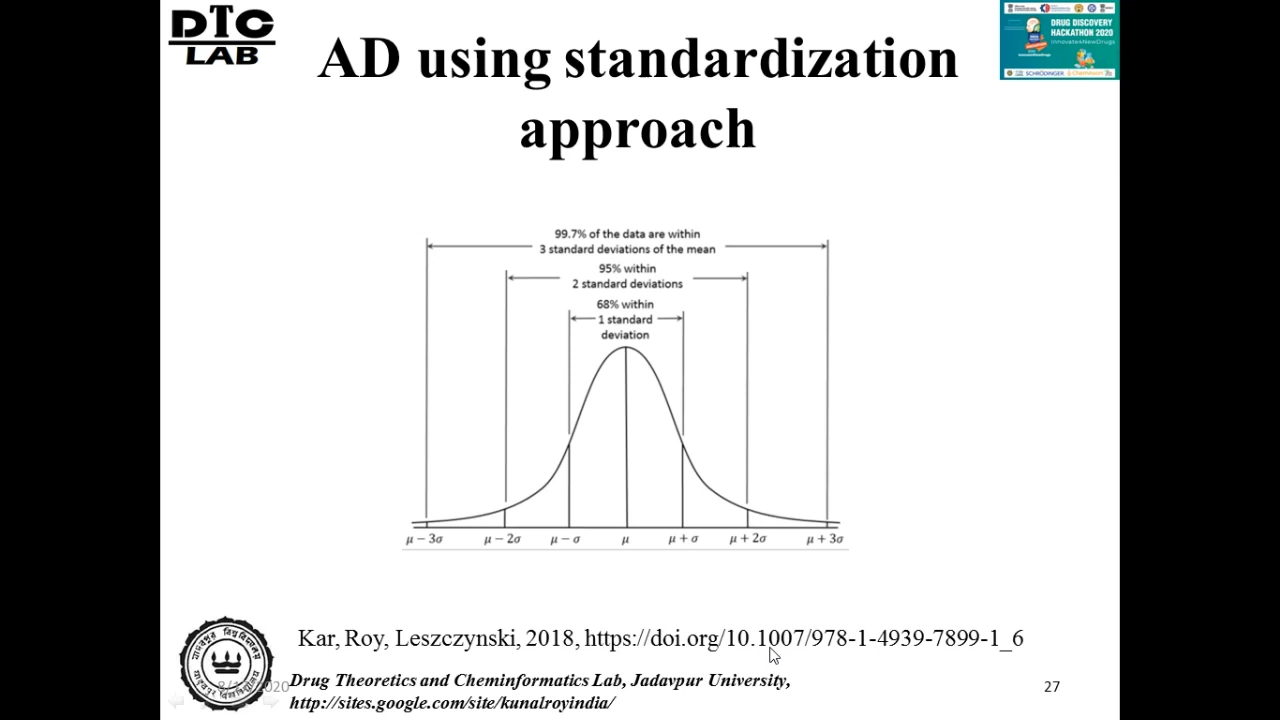 DTC
LAB
AD using standardization
approach
DRUG DISCOVERY
HACKATHON 2020
SCHRÖDINGER
99.7% of the data are within
3 standard deviations of the mean
95% within
2 standard deviations
68% within
1 standard
deviation
μ − 3σ μ − 2σ μ − σ μ μ + σ μ + 2σ μ + 3σ
Kar, Roy, Leszczynski, 2018, https://doi.org/10.1007/978-1-4939-7899-1_6
Drug Theoretics and Cheminformatics Lab, Jadavpur University,
http://sites.google.com/site/kunalroyindia/
27